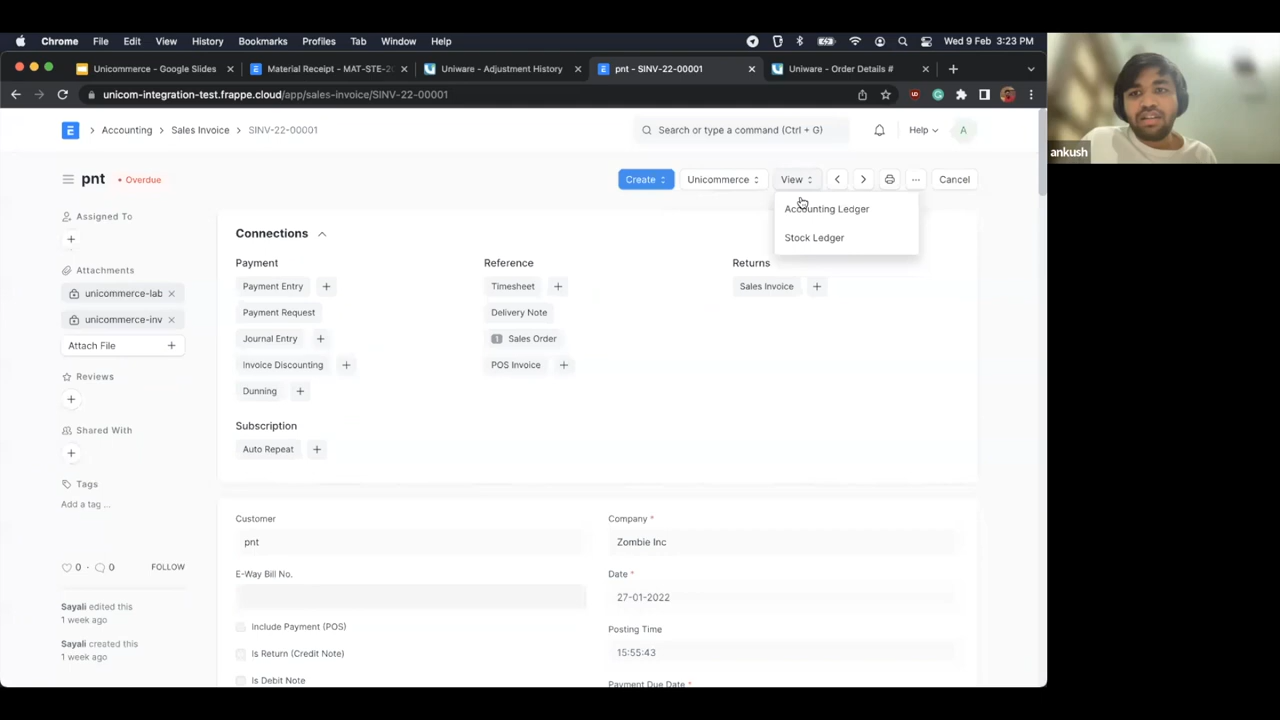 Chrome File Edit View History Bookmarks Profiles Tab Window Help Wed 9 Feb 3:23 PM
Unicommerce - Google Slides Material Receipt - MAT-STE-2 Uniware - Adjustment History pnt - SINV-22-00001 Uniware - Order Details #
unicom-integration-test.frappe.cloud/app/sales-invoice/SINV-22-00001
E Accounting Sales Invoice SINV-22-00001 Search or type a command (Ctrl + G) Help A
ankush
pnt • Overdue Create Unicommerce View ... Cancel
Accounting Ledger
Stock Ledger
Assigned To
Attachments
unicommerce-lab
unicommerce-inv
Attach File
Reviews
Shared With
Tags
Add a tag ...
0 · 0 FOLLOW
Sayali edited this
1 week ago
Sayali created this
1 week ago
Connections
Payment Reference Returns
Payment Entry Timesheet Sales Invoice
Payment Request Delivery Note
Journal Entry 1 Sales Order
Invoice Discounting POS Invoice
Dunning
Subscription
Auto Repeat
Customer Company *
pnt Zombie Inc
E-Way Bill No. Date *
27-01-2022
Include Payment (POS) Posting Time
Is Return (Credit Note) 15:55:43
Is Debit Note Payment Due Date *